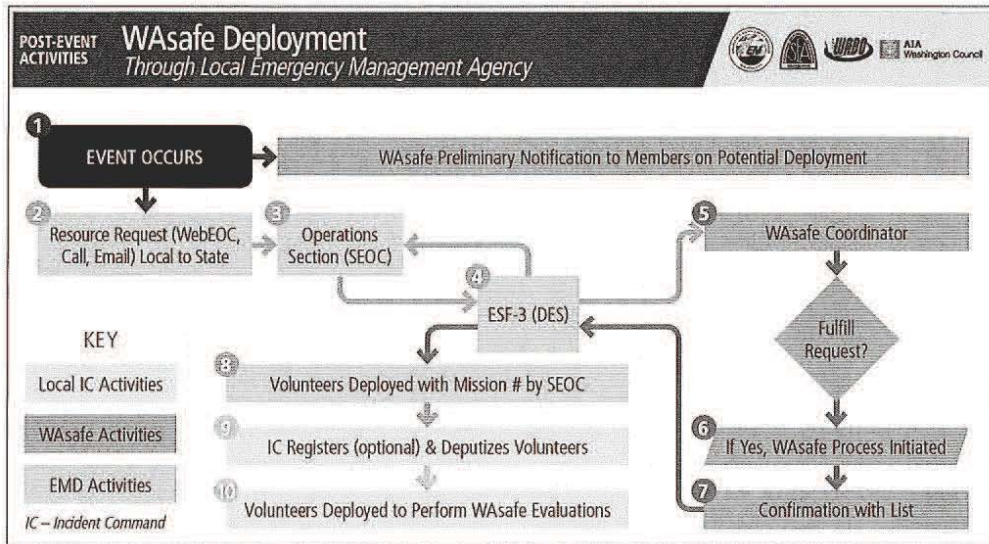 POST-EVENT
ACTIVITIES
WAsafe Deployment
Through Local Emergency Management Agency
EM
WABO
AIA
Washington Council
1
EVENT OCCURS
WAsafe Preliminary Notification to Members on Potential Deployment
2
Resource Request (WebEOC,
Call, Email) Local to State
3
Operations
Section (SEOC)
4
ESF-3 (DES)
5
WAsafe Coordinator
Fulfill
Request?
6
If Yes, WAsafe Process Initiated
7
Confirmation with List
8
Volunteers Deployed with Mission # by SEOC
9
IC Registers (optional) & Deputizes Volunteers
10
Volunteers Deployed to Perform WAsafe Evaluations
KEY
Local IC Activities
WAsafe Activities
EMD Activities
IC – Incident Command